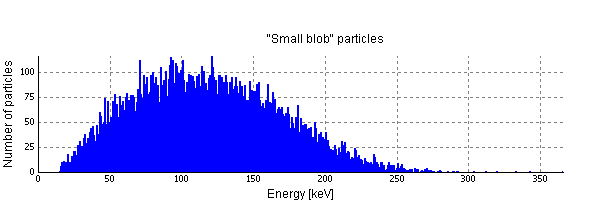 "Small blob" particles
Number of particles
100
75
50
25
0
0 50 100 150 200 250 300 350
Energy [keV]